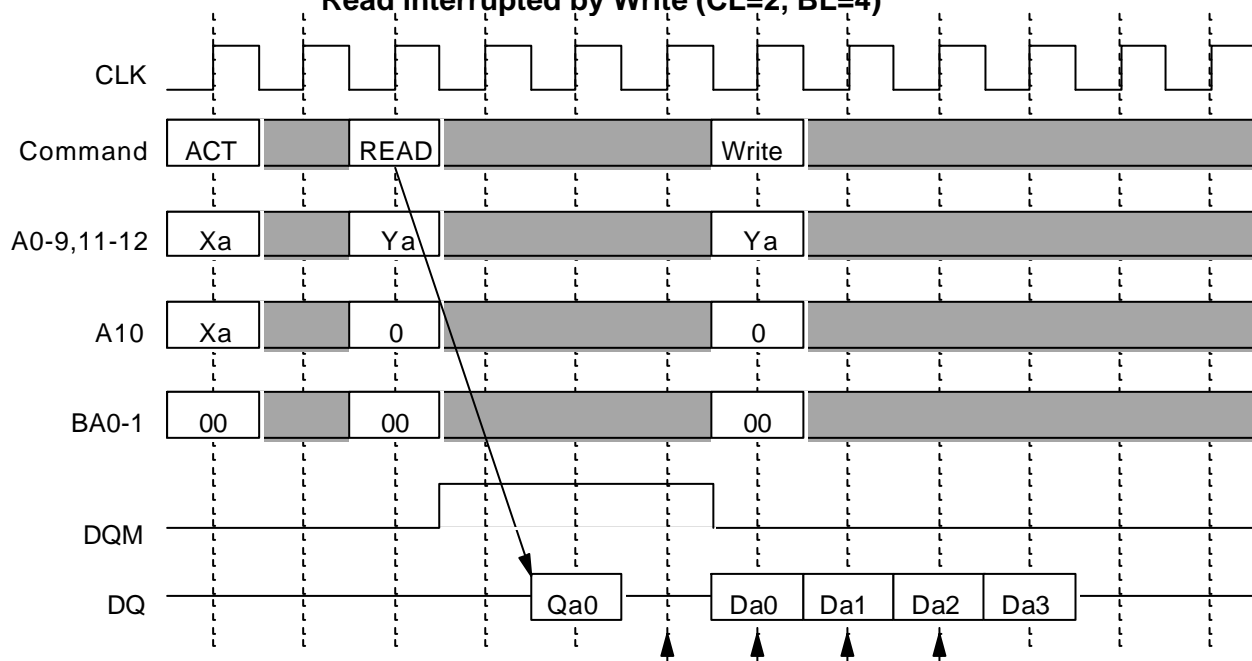 Read Interrupted by Write (CL=2, BL=4)
CLK
Command ACT READ Write
A0-9,11-12 Xa Ya Ya
A10 Xa 0 0
BA0-1 00 00 00
DQM
DQ Qa0 Da0 Da1 Da2 Da3